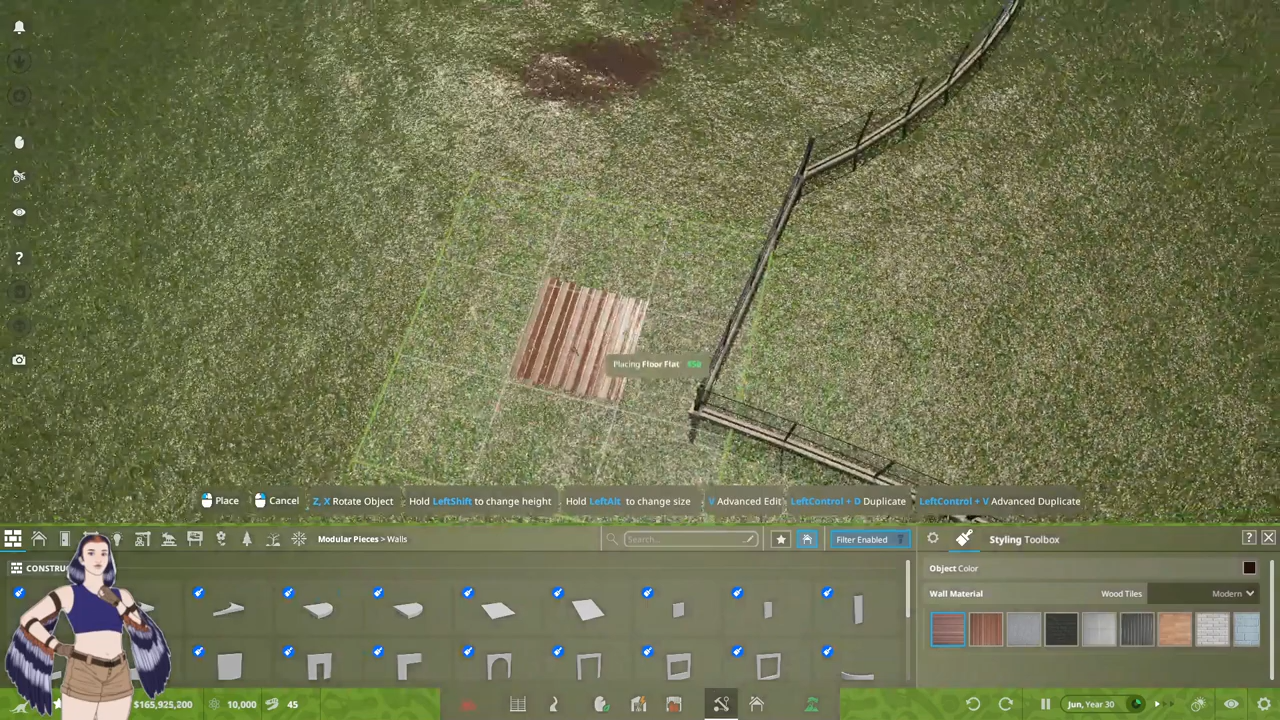 Placing Floor Flat $50
Place
Cancel
Z, X Rotate Object
Hold LeftShift to change height
Hold LeftAlt to change size
V Advanced Edit
LeftControl + D Duplicate
LeftControl + V Advanced Duplicate
Modular Pieces > Walls
Search...
Filter Enabled
?
Styling Toolbox
?
CONSTRU
Object Color
Wall Material
Wood Tiles
Modern
$165,925,200
10,000
45
Jun, Year 30